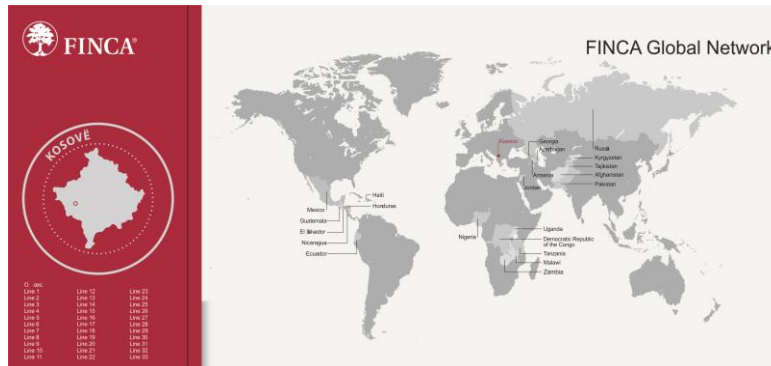 FINCA®
KOSOVË
Line 1
Line 2
Line 3
Line 4
Line 5
Line 6
Line 7
Line 8
Line 9
Line 10
Line 11
Line 12
Line 13
Line 14
Line 15
Line 16
Line 17
Line 18
Line 19
Line 20
Line 21
Line 22
Line 23
Line 24
Line 25
Line 26
Line 27
Line 28
Line 29
Line 30
Line 31
Line 32
Line 33
FINCA Global Network
Kosovo
Georgia
Azerbaijan
Russia
Kyrgyzstan
Tajikistan
Afghanistan
Pakistan
Armenia
Jordan
Haiti
Honduras
Mexico
Guatemala
El Salvador
Nicaragua
Ecuador
Nigeria
Uganda
Democratic Republic
of the Congo
Tanzania
Malawi
Zambia